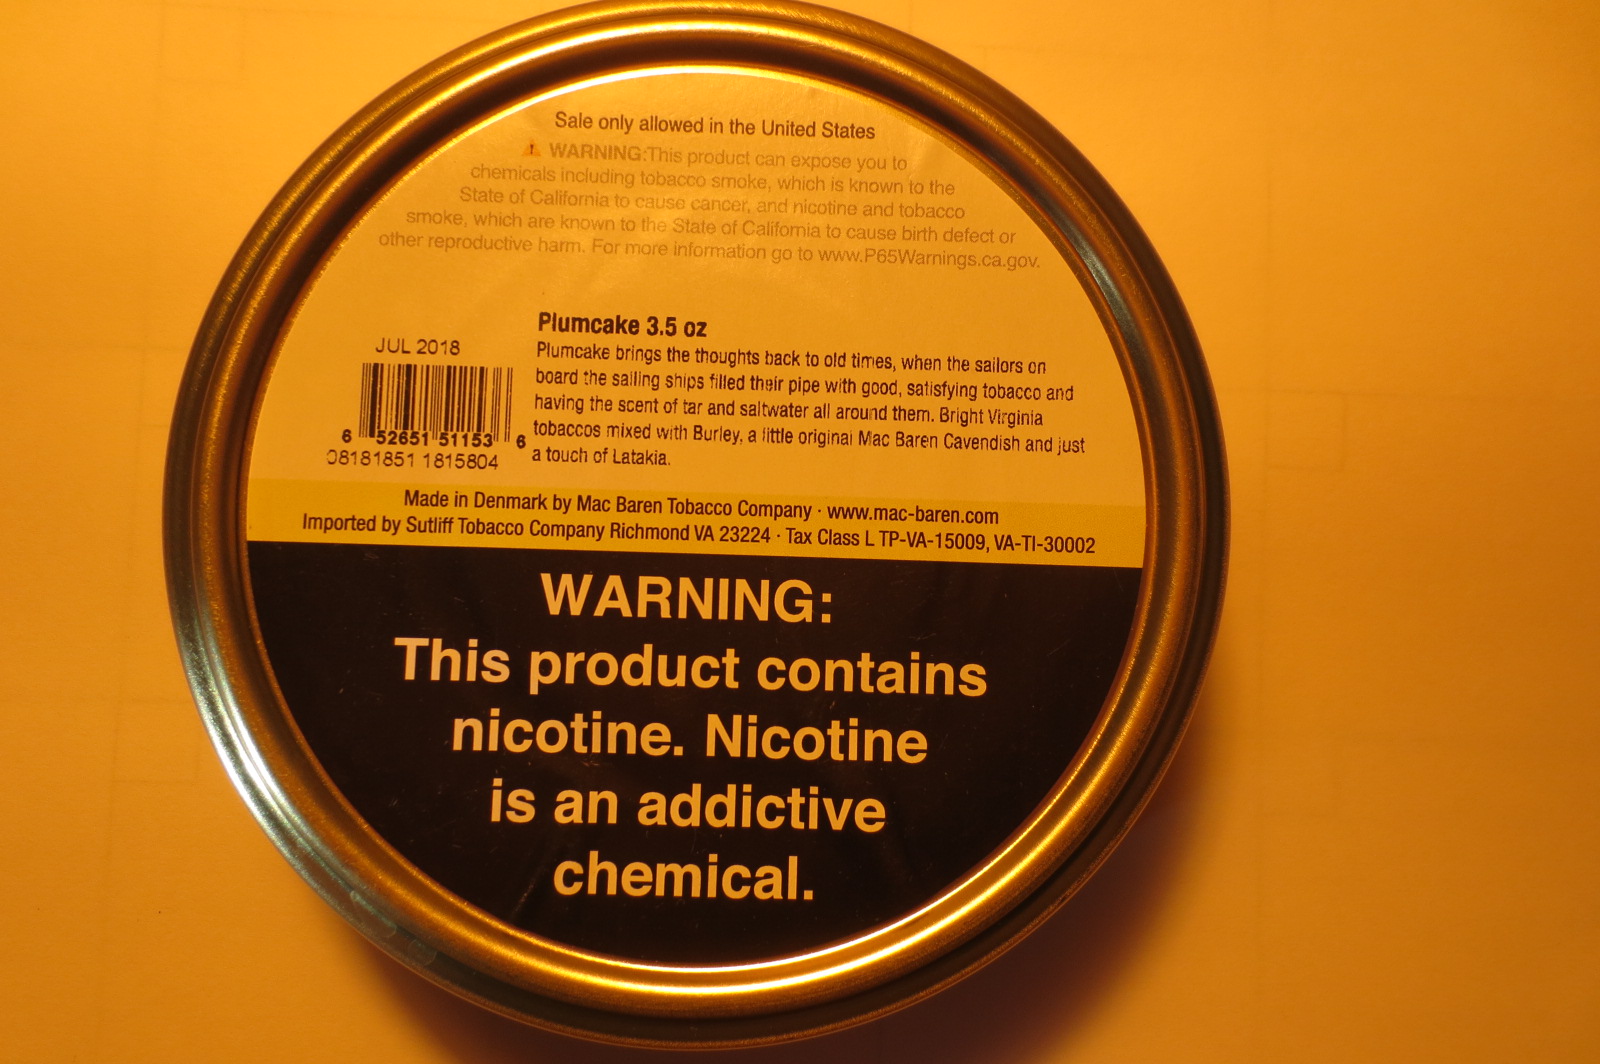 Sale only allowed in the United States
⚠ WARNING:This product can expose you to
chemicals including tobacco smoke, which is known to the
State of California to cause cancer, and nicotine and tobacco
smoke, which are known to the State of California to cause birth defect or
other reproductive harm. For more information go to www.P65Warnings.ca.gov.
Plumcake 3.5 oz
Plumcake brings the thoughts back to old times, when the sailors on
board the sailing ships filled their pipe with good, satisfying tobacco and
having the scent of tar and saltwater all around them. Bright Virginia
tobaccos mixed with Burley, a little original Mac Baren Cavendish and just
a touch of Latakia.
JUL 2018
6 52651 51153 6
08181851 1815804
Made in Denmark by Mac Baren Tobacco Company · www.mac-baren.com
Imported by Sutliff Tobacco Company Richmond VA 23224 · Tax Class L TP-VA-15009, VA-TI-30002
WARNING:
This product contains
nicotine. Nicotine
is an addictive
chemical.